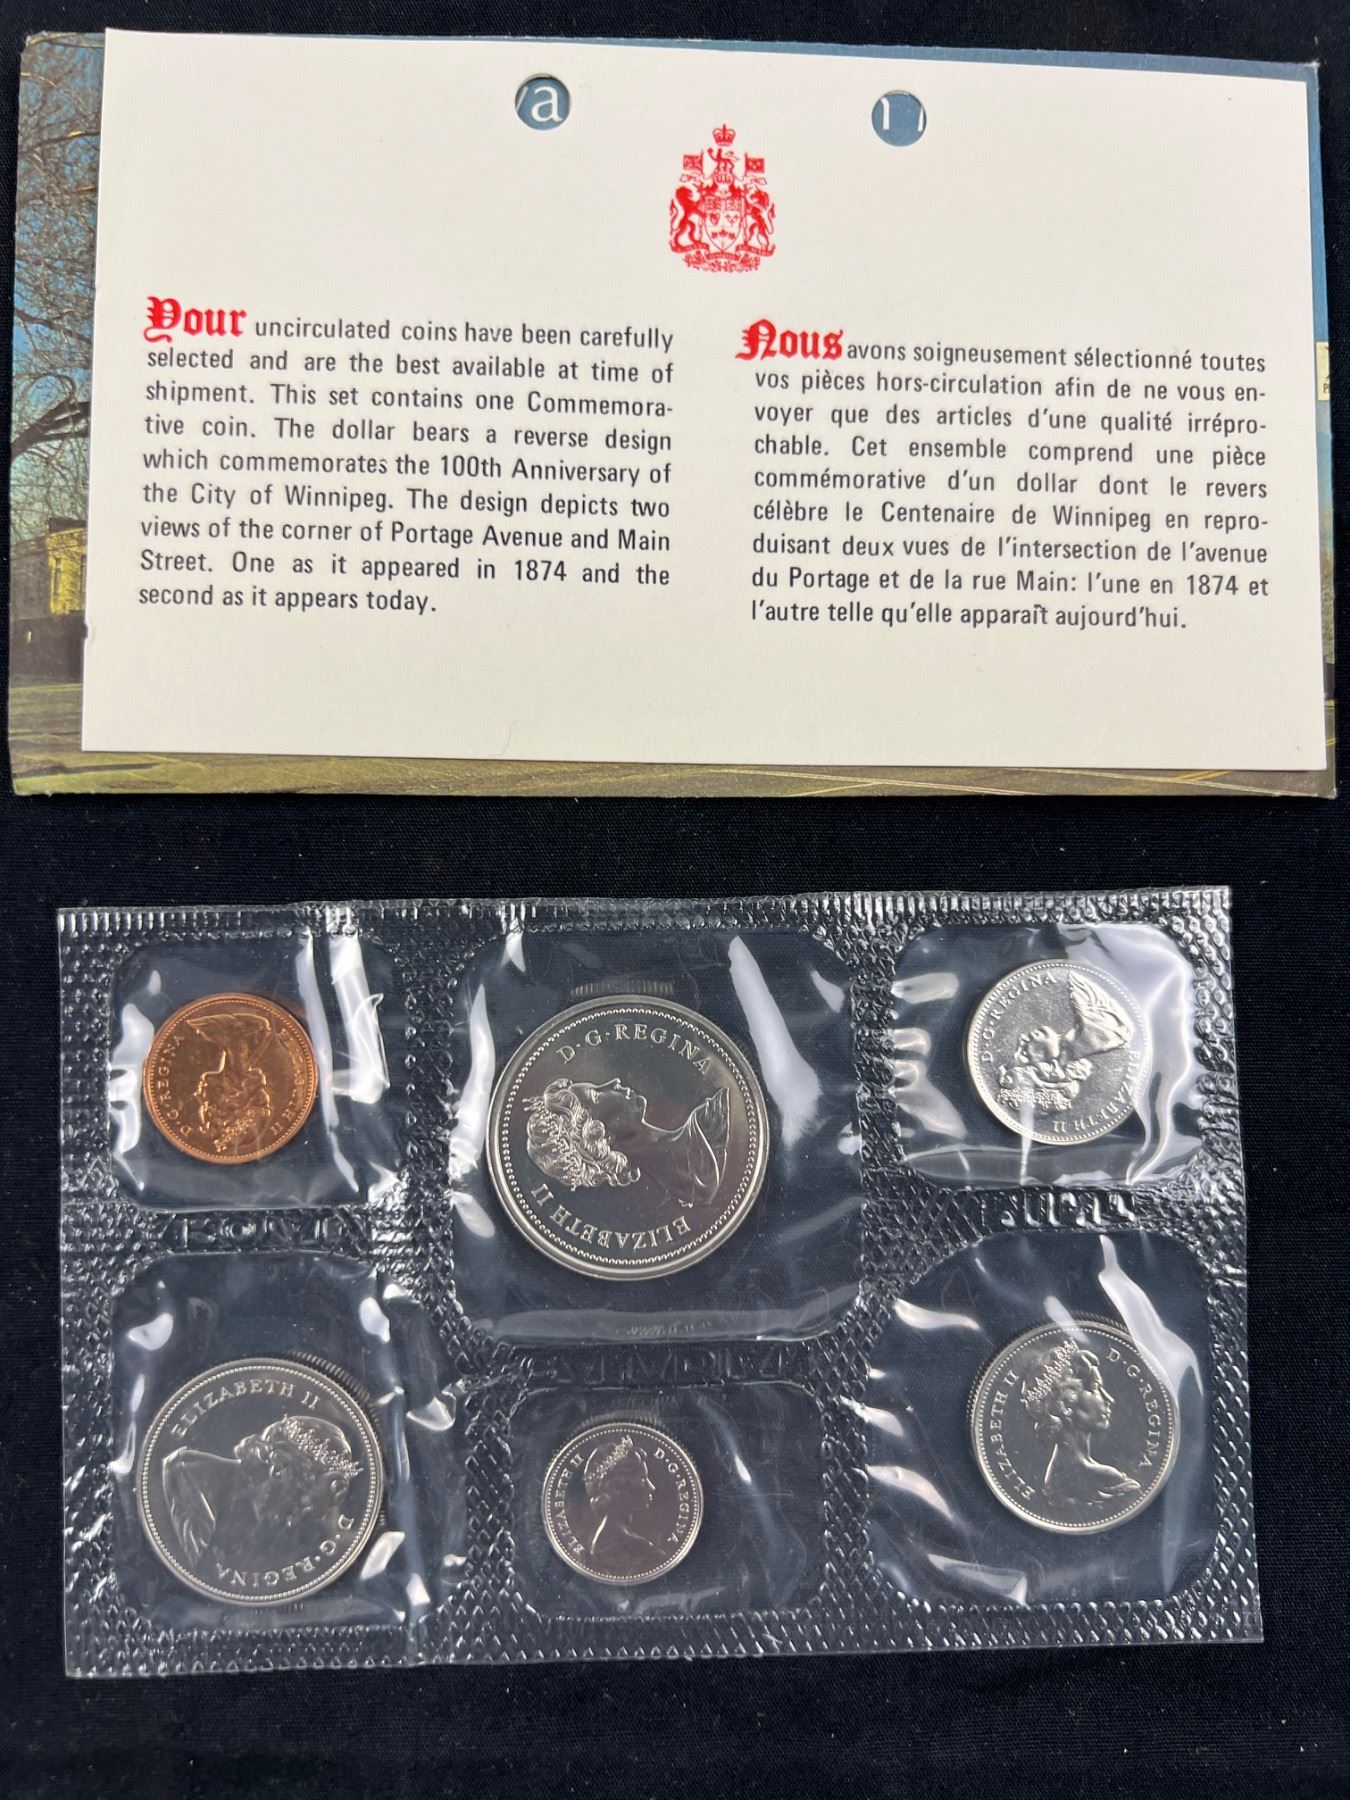 a
Your uncirculated coins have been carefully
selected and are the best available at time of
shipment. This set contains one Commemora-
tive coin. The dollar bears a reverse design
which commemorates the 100th Anniversary of
the City of Winnipeg. The design depicts two
views of the corner of Portage Avenue and Main
Street. One as it appeared in 1874 and the
second as it appears today.
Nous avons soigneusement sélectionné toutes
vos pièces hors-circulation afin de ne vous en-
voyer que des articles d'une qualité irrépro-
chable. Cet ensemble comprend une pièce
commémorative d'un dollar dont le revers
célèbre le Centenaire de Winnipeg en repro-
duisant deux vues de l'intersection de l'avenue
du Portage et de la rue Main: l'une en 1874 et
l'autre telle qu'elle apparaît aujourd'hui.
D·G·REGINA
ELIZABETH II D·G·REGINA
ELIZABETH II D·G·REGINA
ELIZABETH II D·G·REGINA
ELIZABETH II D·G·REGINA
ELIZABETH II D·G·REGINA